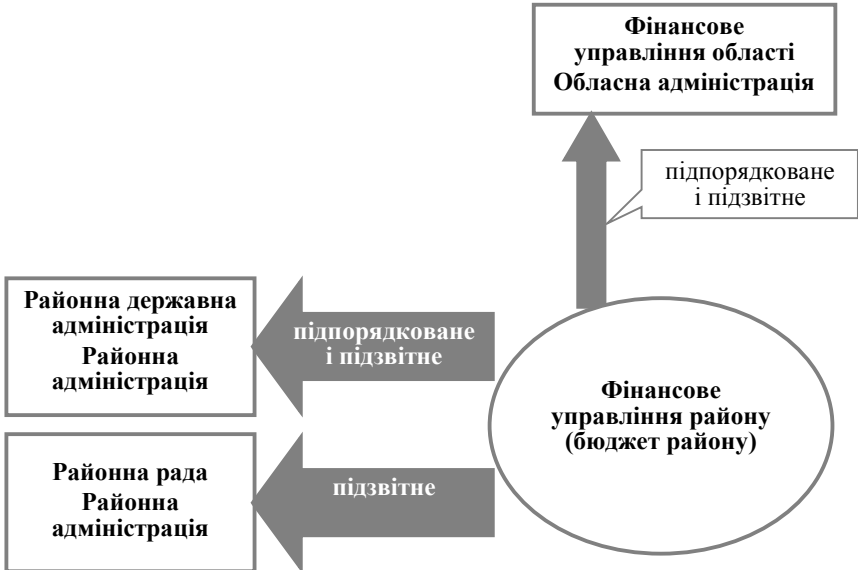 Фінансове
управління області
Обласна адміністрація
підпорядковане
і підзвітне
Районна державна
адміністрація
Районна
адміністрація
підпорядковане
і підзвітне
Фінансове
управління району
(бюджет району)
Районна рада
Районна
адміністрація
підзвітне